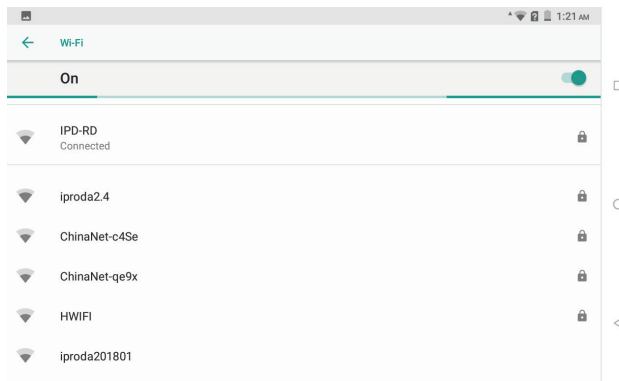 1:21 AM
Wi-Fi
On
IPD-RD
Connected
iproda2.4
ChinaNet-c4Se
ChinaNet-qe9x
HWIFI
iproda201801